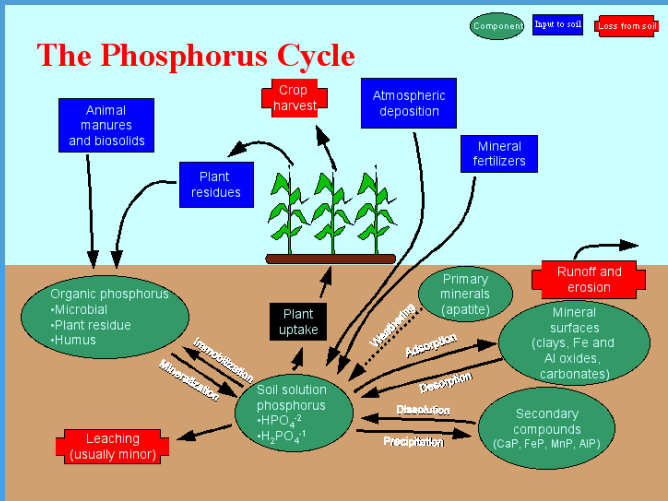 Component
Input to soil
Loss from soil
The Phosphorus Cycle
Animal
manures
and biosolids
Crop
harvest
Atmospheric
deposition
Mineral
fertilizers
Plant
residues
Organic phosphorus
•Microbial
•Plant residue
•Humus
Plant
uptake
Primary
minerals
(apatite)
Runoff and
erosion
Mineral
surfaces
(clays, Fe and
Al oxides,
carbonates)
Weathering
Adsorption
Desorption
Immobilization
Mineralization
Soil solution
phosphorus
•HPO₄⁻²
•H₂PO₄⁻¹
Dissolution
Precipitation
Secondary
compounds
(CaP, FeP, MnP, AlP)
Leaching
(usually minor)